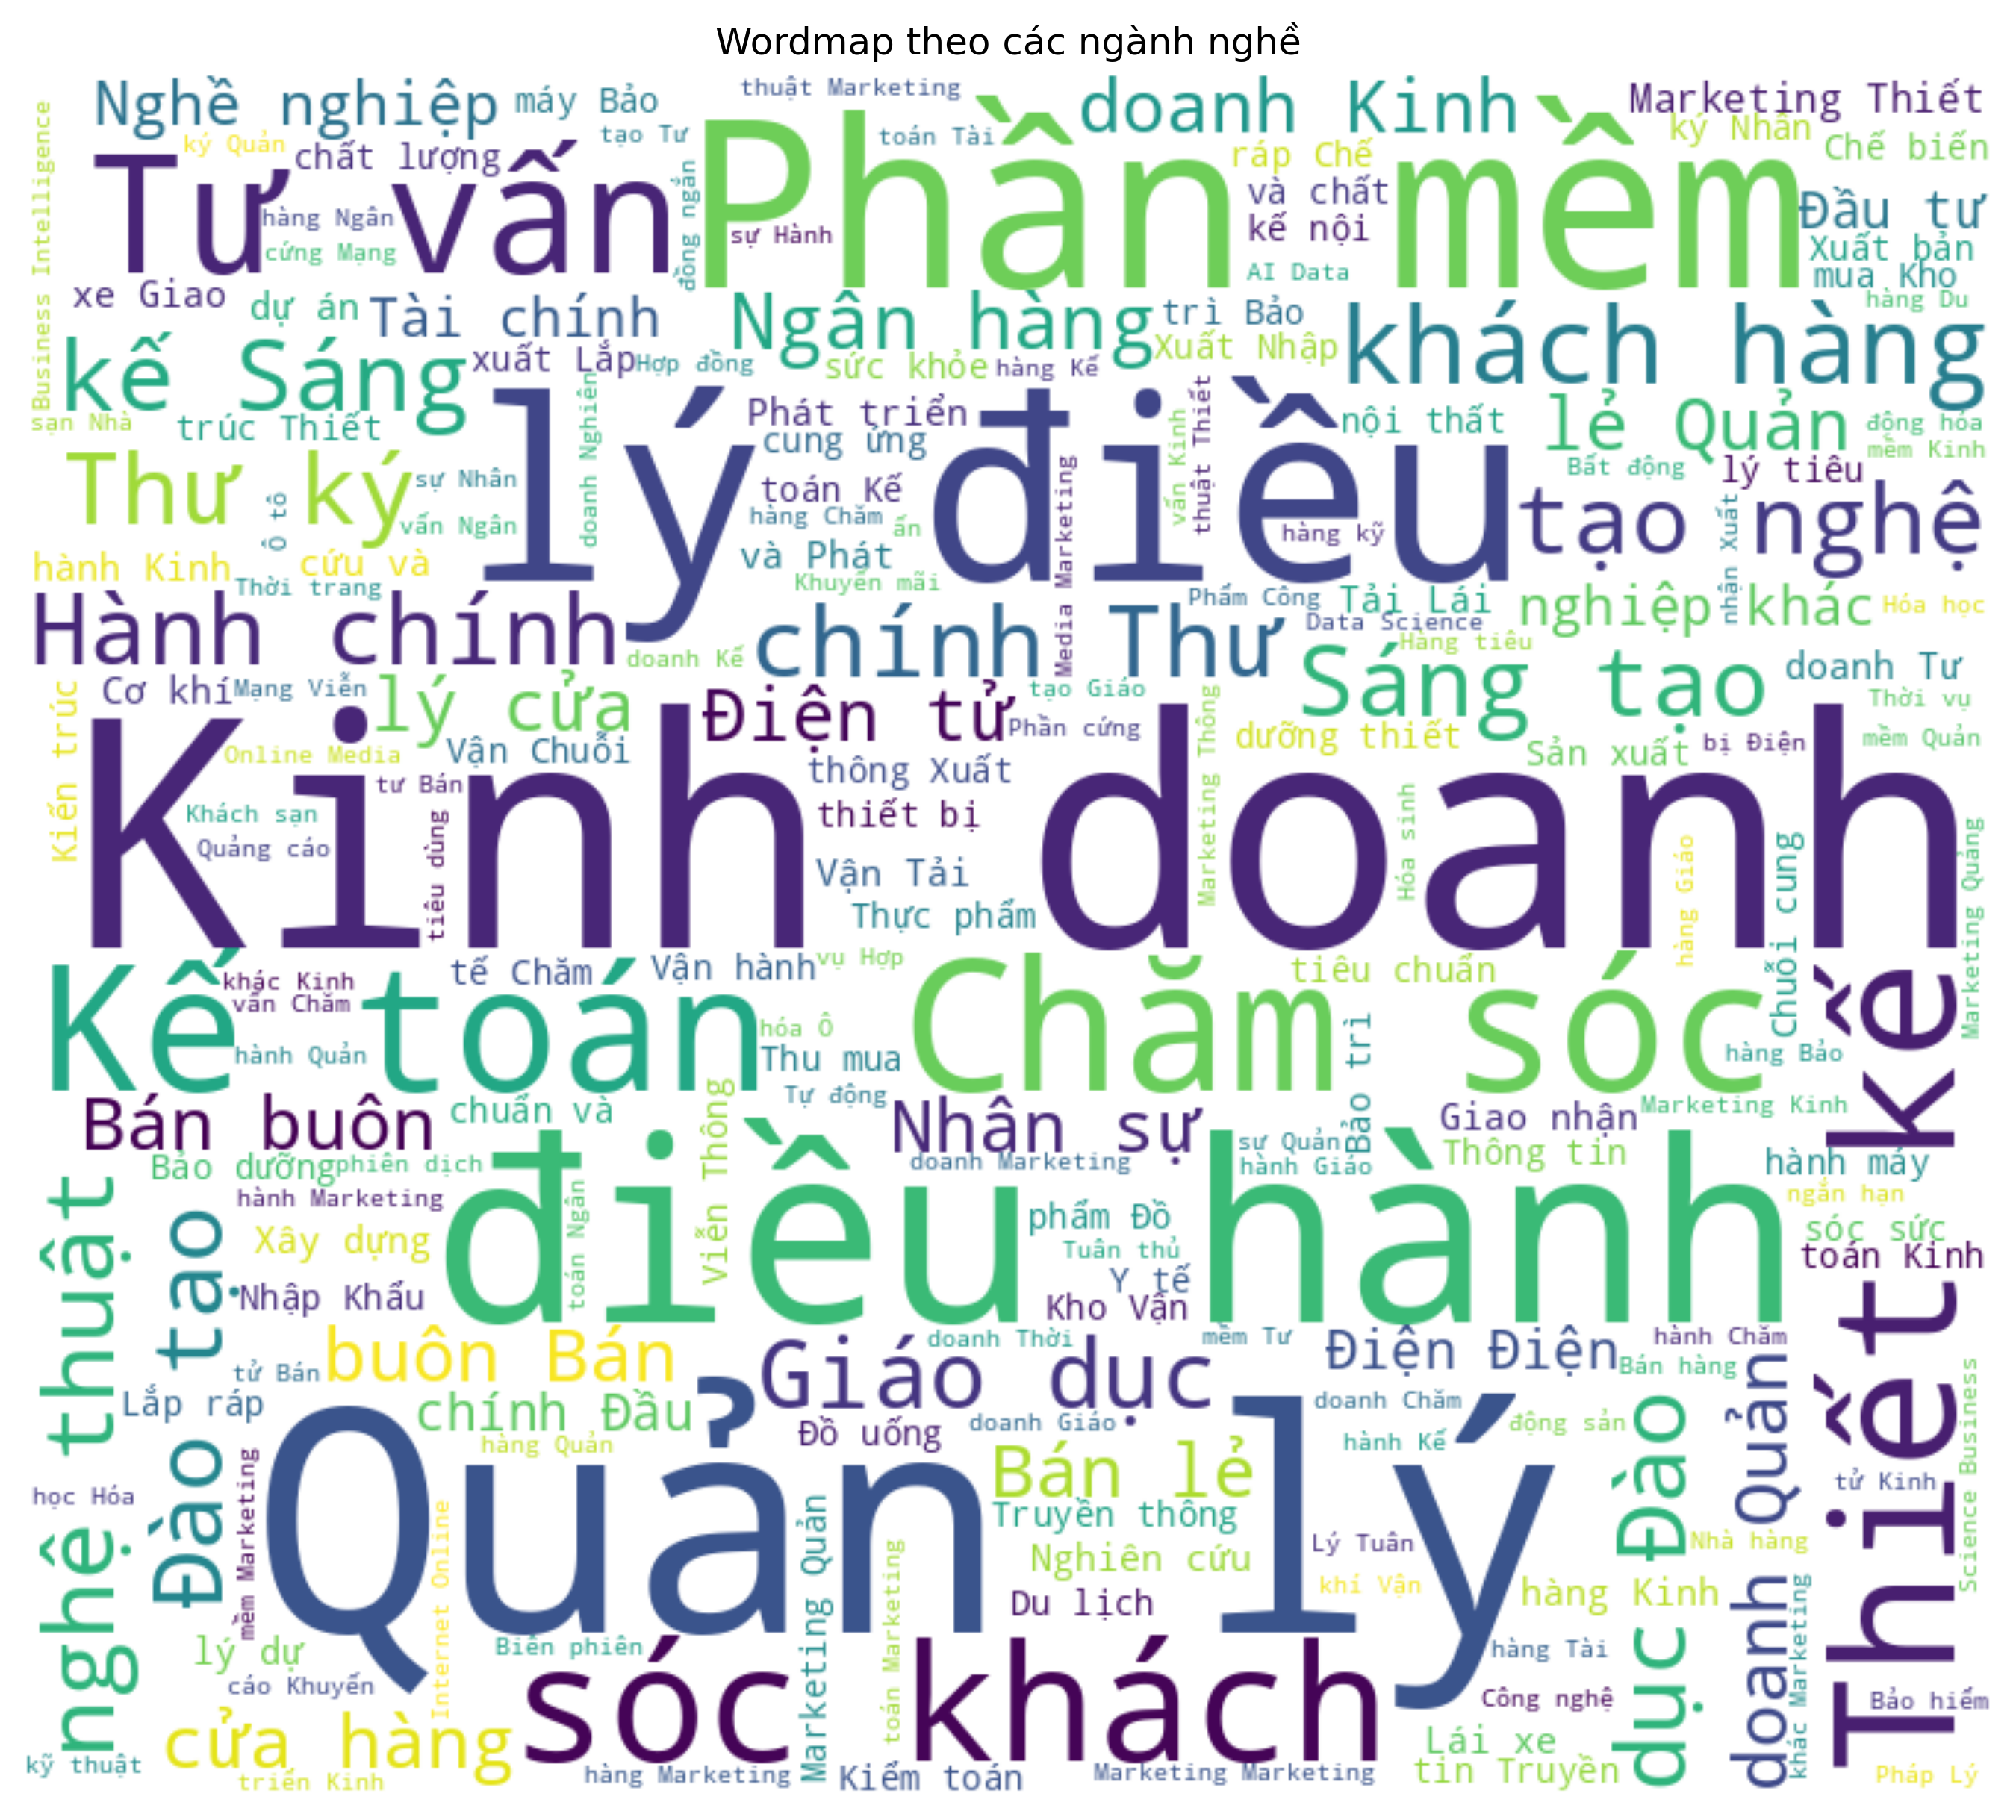 Wordmap theo các ngành nghề
Nghề nghiệp
máy Bảo
thuật Marketing
doanh Kinh
Marketing Thiết
ký Quản
chất lượng
tạo Tư
toán Tài
ráp Chế
ký Nhân
Chế biến
Business Intelligence
Tư vấn
đồng ngắn
Phần mềm
và chất
kế nội
Đầu tư
hàng Ngân
cứng Mạng
sự Hành
AI Data
Xuất bản
mua Kho
xe Giao
dự án
Tài chính
Ngân hàng
trì Bảo
hàng Du
khách hàng
kế Sáng
xuất Lắp
Hợp đồng
sức khỏe
hàng Kế
Xuất Nhập
sạn Nhà
trúc Thiết
doanh Nghiên
Phát triển
cung ứng
vấn Kinh
thuật Thiết
nội thất
lẻ Quản
động hóa
mềm Kinh
lý điều
Thư ký
sự Nhân
Ô tô
vấn Ngân
toán Kế
hàng Chăm
ấn
Media Marketing
hàng kỹ
Bất động
lý tiêu
tạo nghệ
nhận Xuất
hành Kinh
cứu và
và Phát
Thời trang
Khuyến mãi
Hành chính
doanh Kế
chính Thư
Phẩm Công
Tải Lái
Data Science
nghiệp khác
Hóa học
Hàng tiêu
Sáng tạo
doanh Tư
Kiến trúc
Cơ khí
Mạng Viễn
lý cửa
Điện tử
tạo Giáo
Phần cứng
Marketing Thông
dưỡng thiết
Thời vụ
Online Media
Vận Chuỗi
Sản xuất
bị Điện
mềm Quản
Kinh doanh
tư Bán
thông Xuất
thiết bị
Khách sạn
Quảng cáo
tiêu dùng
Vận Tải
Thực phẩm
Hóa sinh
hàng Giáo
Chuỗi cung
Marketing Quảng
khác Kinh
vấn Chăm
tế Chăm
Vận hành
vụ Hợp
tiêu chuẩn
Kế toán
hành Quản
hóa Ô
Thu mua
Tự động
Chăm sóc
Bảo trì
hàng Bảo
Thiết kế
Bán buôn
chuẩn và
Viễn Thông
Nhân sự
Giao nhận
Marketing Kinh
Bảo dưỡng
phiên dịch
doanh Marketing
sự Quản
hành Giáo
Thông tin
hành máy
nghệ thuật
Đào tạo
hành Marketing
điều hành
toán Ngân
phẩm Đồ
Tuân thủ
Y tế
ngắn hạn
sóc sức
toán Kinh
Xây dựng
Nhập Khẩu
Kho Vận
tử Bán
buôn Bán
Giáo dục
doanh Thời
mềm Tư
Điện Điện
hành Chăm
Bán hàng
doanh Quản
Lắp ráp
chính Đầu
hàng Quản
Đồ uống
doanh Giáo
doanh Chăm
hành Kế
động sản
dục Đào
Science Business
học Hóa
mềm Marketing
Quản lý
Internet Online
Bán lẻ
Truyền thông
Nghiên cứu
Marketing Quản
toán Marketing
Lý Tuân
Nhà hàng
tử Kinh
khí Vận
hàng Kinh
Du lịch
khác Marketing
lý dự
cáo Khuyến
Biên phiên
sóc khách
hàng Tài
Công nghệ
Bảo hiểm
cửa hàng
Lái xe
kỹ thuật
triển Kinh
hàng Marketing
Kiểm toán
Marketing Marketing
tin Truyền
Pháp Lý